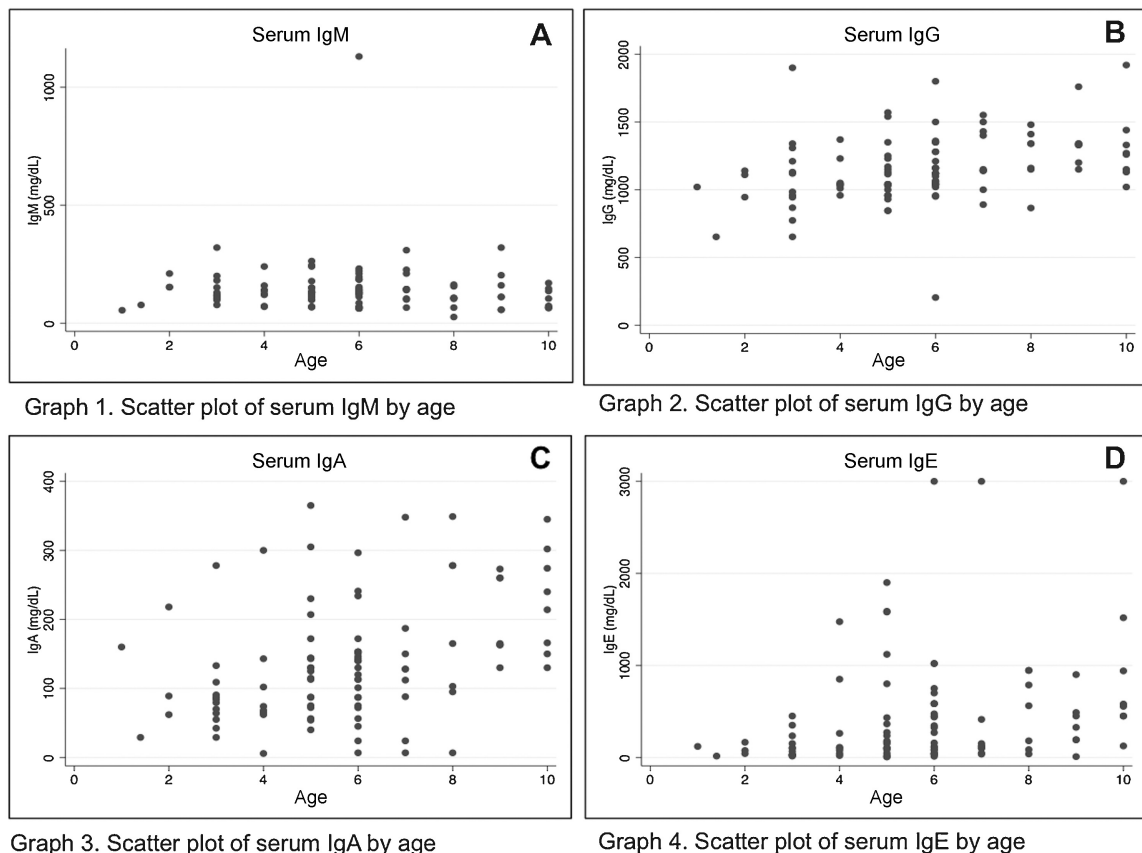 Serum IgM
A
IgM (mg/dL)
1000
500
0
0 2 4 6 8 10
Age
Graph 1. Scatter plot of serum IgM by age
Serum IgG
B
IgG (mg/dL)
2000
1500
1000
500
0
0 2 4 6 8 10
Age
Graph 2. Scatter plot of serum IgG by age
Serum IgA
C
IgA (mg/dL)
400
300
200
100
0
0 2 4 6 8 10
Age
Graph 3. Scatter plot of serum IgA by age
Serum IgE
D
IgE (mg/dL)
3000
2000
1000
0
0 2 4 6 8 10
Age
Graph 4. Scatter plot of serum IgE by age